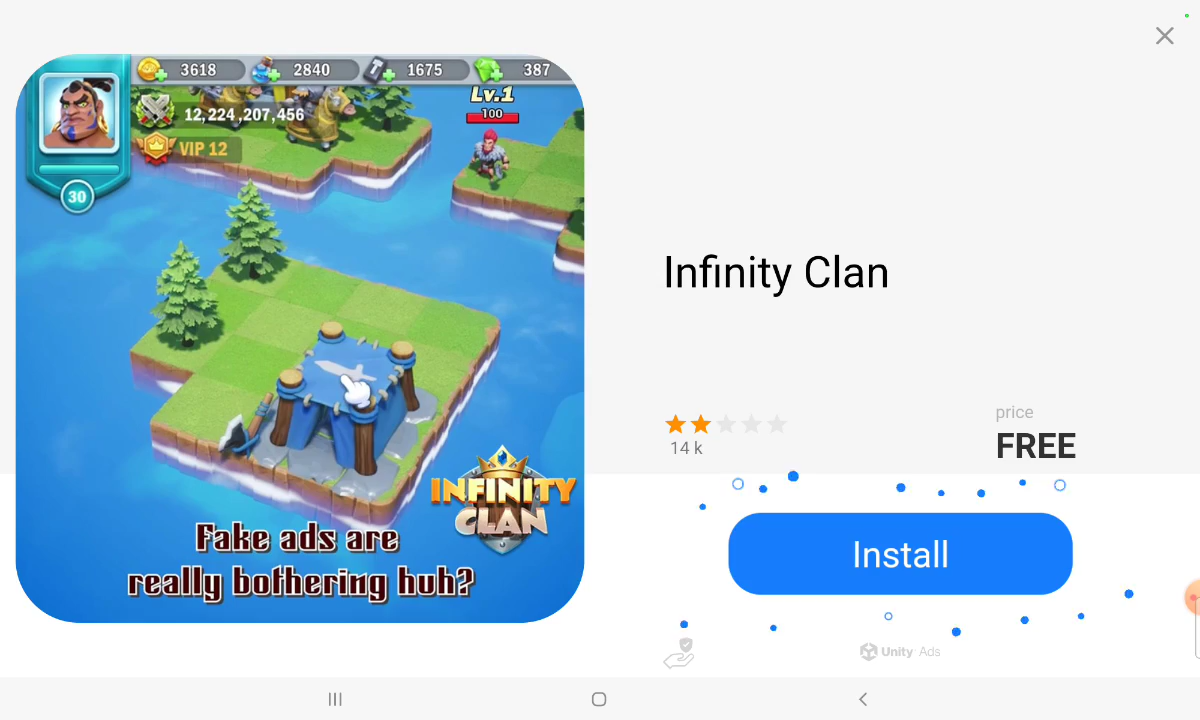 3618
2840
1675
387
12,224,207,456
VIP 12
30
Lv.1
100
INFINITY
CLAN
Fake ads are
really bothering huh?
Infinity Clan
14 k
price
FREE
Install
Unity Ads